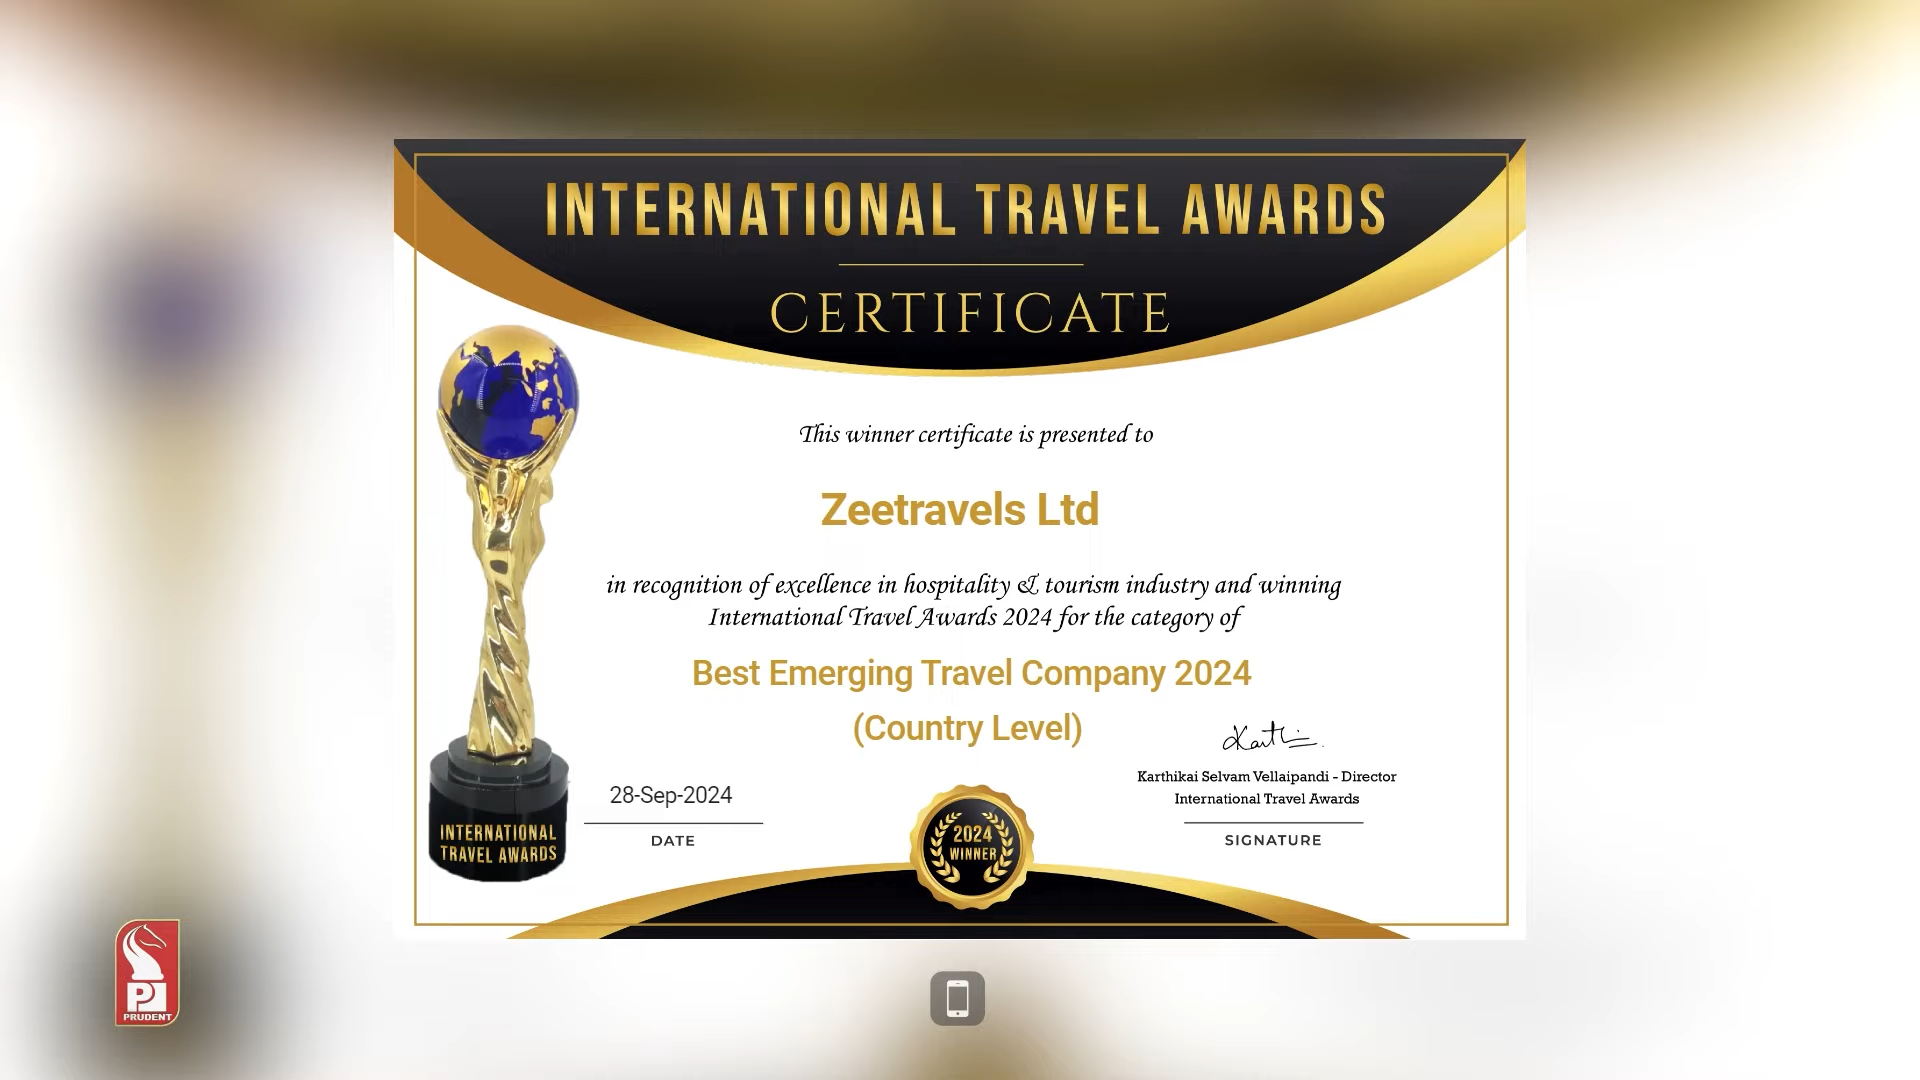 INTERNATIONAL TRAVEL AWARDS
CERTIFICATE
This winner certificate is presented to
Zeetravels Ltd
in recognition of excellence in hospitality & tourism industry and winning
International Travel Awards 2024 for the category of
Best Emerging Travel Company 2024
(Country Level)
Karthikai Selvam Vellaipandi - Director
International Travel Awards
28-Sep-2024
DATE
SIGNATURE
2024
WINNER
INTERNATIONAL
TRAVEL AWARDS
PRUDENT